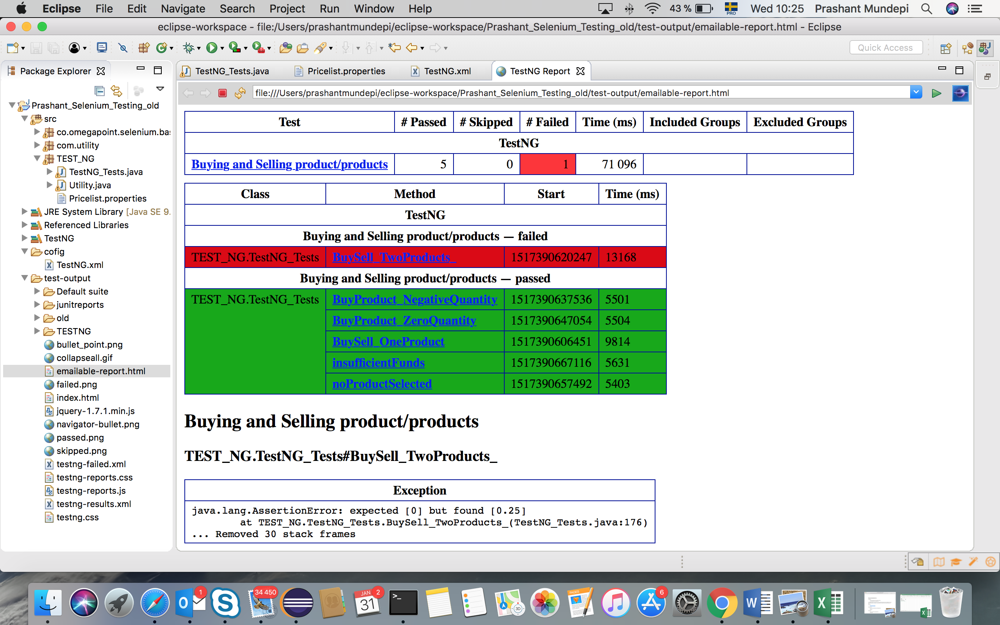 Eclipse File Edit Navigate Search Project Run Window Help 43 % PRO Wed 10:25 Prashant Mundepi
eclipse-workspace - file:/Users/prashantmundepi/eclipse-workspace/Prashant_Selenium_Testing_old/test-output/emailable-report.html - Eclipse
Quick Access
Package Explorer
Prashant_Selenium_Testing_old
src
co.omegapoint.selenium.bas
com.utility
TEST_NG
TestNG_Tests.java
Utility.java
Pricelist.properties
JRE System Library [Java SE 9.
Referenced Libraries
TestNG
cofig
TestNG.xml
test-output
Default suite
junitreports
old
TESTNG
bullet_point.png
collapseall.gif
emailable-report.html
failed.png
index.html
jquery-1.7.1.min.js
navigator-bullet.png
passed.png
skipped.png
testng-failed.xml
testng-reports.css
testng-reports.js
testng-results.xml
testng.css
TestNG_Tests.java Pricelist.properties TestNG.xml TestNG Report
file:///Users/prashantmundepi/eclipse-workspace/Prashant_Selenium_Testing_old/test-output/emailable-report.html
Test # Passed # Skipped # Failed Time (ms) Included Groups Excluded Groups
TestNG
Buying and Selling product/products 5 0 1 71 096
Class Method Start Time (ms)
TestNG
Buying and Selling product/products — failed
TEST_NG.TestNG_Tests BuySell_TwoProducts_ 1517390620247 13168
Buying and Selling product/products — passed
TEST_NG.TestNG_Tests BuyProduct_NegativeQuantity 1517390637536 5501
BuyProduct_ZeroQuantity 1517390647054 5504
BuySell_OneProduct 1517390606451 9814
insufficientFunds 1517390667116 5631
noProductSelected 1517390657492 5403
Buying and Selling product/products
TEST_NG.TestNG_Tests#BuySell_TwoProducts_
Exception
java.lang.AssertionError: expected [0] but found [0.25]
at TEST_NG.TestNG_Tests.BuySell_TwoProducts_(TestNG_Tests.java:176)
... Removed 30 stack frames
1 34 450 JAN 31 2 3D PAGES 6